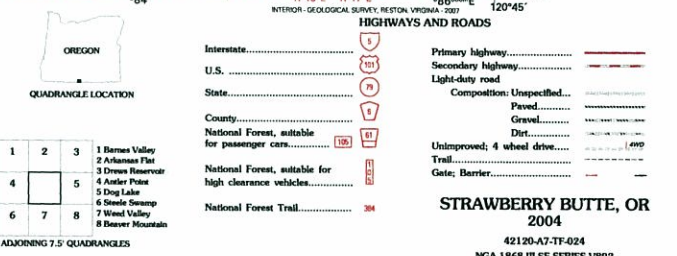 INTERIOR - GEOLOGICAL SURVEY, RESTON, VIRGINIA - 2007
120°45'
HIGHWAYS AND ROADS
OREGON
QUADRANGLE LOCATION
1 2 3
4 5
6 7 8
1 Barnes Valley
2 Arkansas Flat
3 Drews Reservoir
4 Antler Point
5 Dog Lake
6 Steele Swamp
7 Weed Valley
8 Beaver Mountain
ADJOINING 7.5' QUADRANGLES
Interstate 5
U.S. 101
State 79
County 8
National Forest, suitable
for passenger cars 105 61
National Forest, suitable for
high clearance vehicles 105
National Forest Trail 384
Primary highway
Secondary highway
Light-duty road
Composition: Unspecified...
Paved
Gravel
Dirt
Unimproved; 4 wheel drive 4WD
Trail
Gate; Barrier
STRAWBERRY BUTTE, OR
2004
42120-A7-TF-024